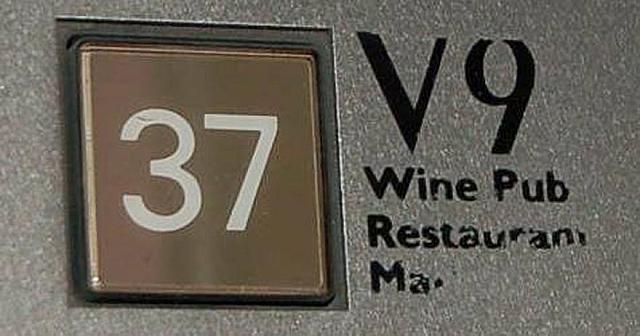 37
V9
Wine Pub
Restaurant